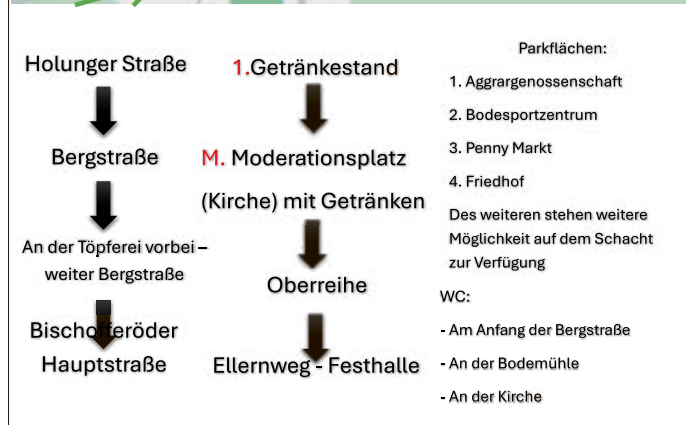 Holunger Straße
Bergstraße
An der Töpferei vorbei –
weiter Bergstraße
Bischofferöder
Hauptstraße
1.Getränkestand
M. Moderationsplatz
(Kirche) mit Getränken
Oberreihe
Ellernweg - Festhalle
Parkflächen:
1. Aggrargenossenschaft
2. Bodesportzentrum
3. Penny Markt
4. Friedhof
Des weiteren stehen weitere
Möglichkeit auf dem Schacht
zur Verfügung
WC:
- Am Anfang der Bergstraße
- An der Bodemühle
- An der Kirche